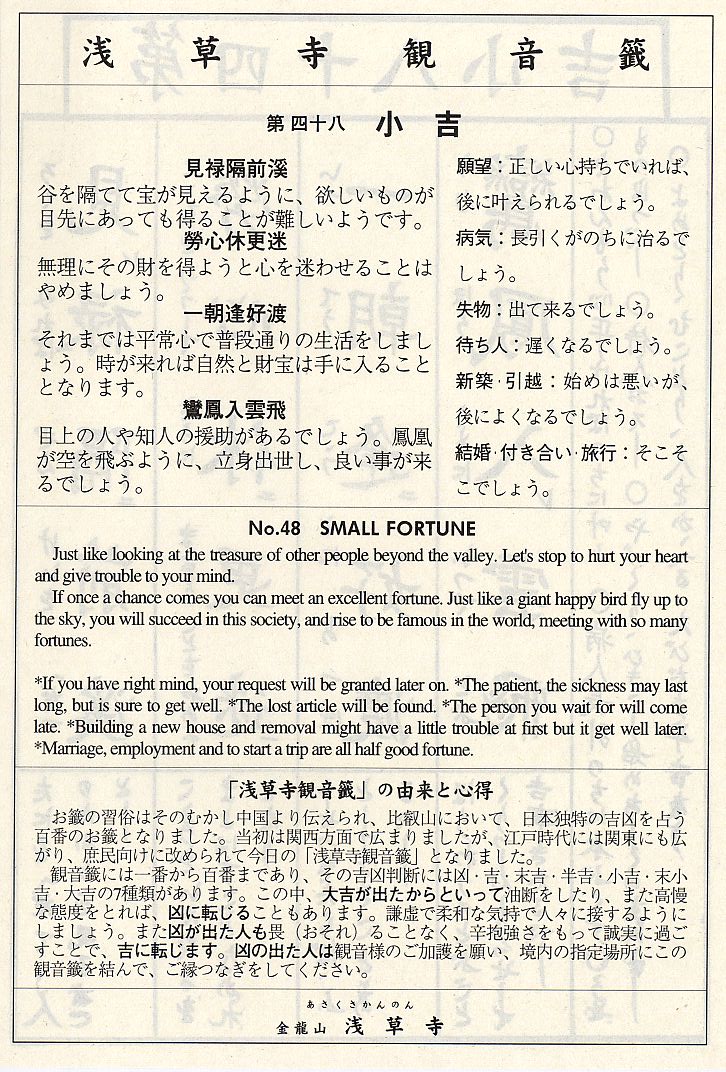 浅草寺観音籤
第四十八 小吉
見禄隔前溪
谷を隔てて宝が見えるように、欲しいものが
目先にあっても得ることが難しいようです。
勞心休更迷
無理にその財を得ようと心を迷わせることは
やめましょう。
一朝逢好渡
それまでは平常心で普段通りの生活をしまし
ょう。時が来れば自然と財宝は手に入ること
となります。
鸞鳳入雲飛
目上の人や知人の援助があるでしょう。鳳凰
が空を飛ぶように、立身出世し、良い事が来
るでしょう。
願望：正しい心持ちでいれば、
後に叶えられるでしょう。
病気：長引くがのちに治るで
しょう。
失物：出て来るでしょう。
待ち人：遅くなるでしょう。
新築·引越：始めは悪いが、
後によくなるでしょう。
結婚·付き合い·旅行：そこそ
こでしょう。
No.48 SMALL FORTUNE
Just like looking at the treasure of other people beyond the valley. Let's stop to hurt your heart
and give trouble to your mind.
If once a chance comes you can meet an excellent fortune. Just like a giant happy bird fly up to
the sky, you will succeed in this society, and rise to be famous in the world, meeting with so many
fortunes.
*If you have right mind, your request will be granted later on. *The patient, the sickness may last
long, but is sure to get well. *The lost article will be found. *The person you wait for will come
late. *Building a new house and removal might have a little trouble at first but it get well later.
*Marriage, employment and to start a trip are all half good fortune.
「浅草寺観音籤」の由来と心得
お籤の習俗はそのむかし中国より伝えられ、比叡山において、日本独特の吉凶を占う
百番のお籤となりました。当初は関西方面で広まりましたが、江戸時代には関東にも広
がり、庶民向けに改められて今日の「浅草寺観音籤」となりました。
観音籤には一番から百番まであり、その吉凶判断には凶·吉·末吉·半吉·小吉·末小
吉·大吉の7種類があります。この中、大吉が出たからといって油断をしたり、また高慢
な態度をとれば、凶に転じることもあります。謙虚で柔和な気持で人々に接するように
しましょう。また凶が出た人も畏（おそれ）ることなく、辛抱強さをもって誠実に過ご
すことで、吉に転じます。凶の出た人は観音様のご加護を願い、境内の指定場所にこの
観音籤を結んで、ご縁つなぎをしてください。
あさくさかんのん
金龍山 浅草寺